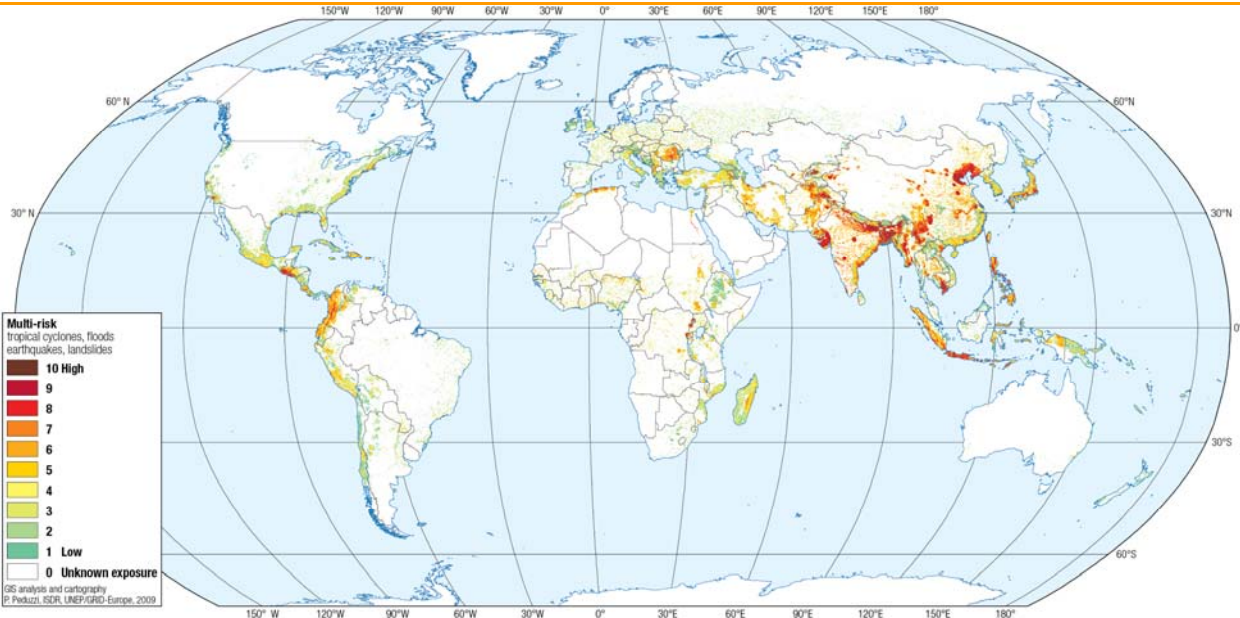 150°W 120°W 90°W 60°W 30°W 0° 30°E 60°E 90°E 120°E 150°E 180°
60° N 60°N
30° N 30°N
0°
30°S
60°S
Multi-risk
tropical cyclones, floods
earthquakes, landslides
10 High
9
8
7
6
5
4
3
2
1 Low
0 Unknown exposure
GIS analysis and cartography
P. Peduzzi, ISDR, UNEP/GRID-Europe, 2009
150° W 120°W 90°W 60°W 30°W 0° 30°E 60°E 90°E 120°E 150°E 180°